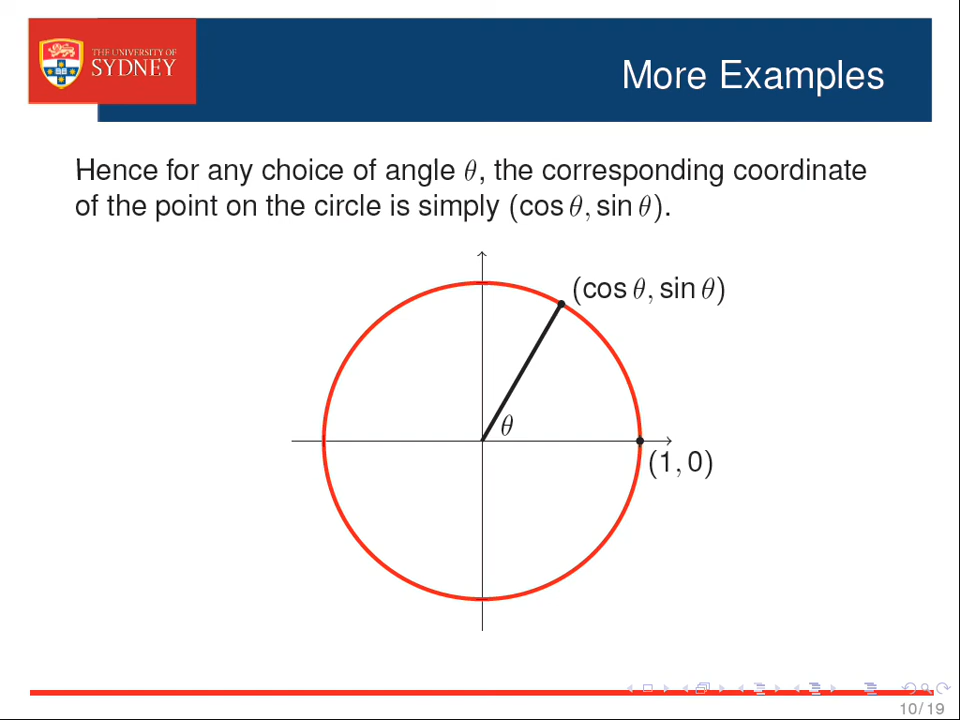 THE UNIVERSITY OF
SYDNEY
More Examples
Hence for any choice of angle θ, the corresponding coordinate
of the point on the circle is simply (cos θ, sin θ).
(cos θ, sin θ)
θ
(1, 0)
10/19